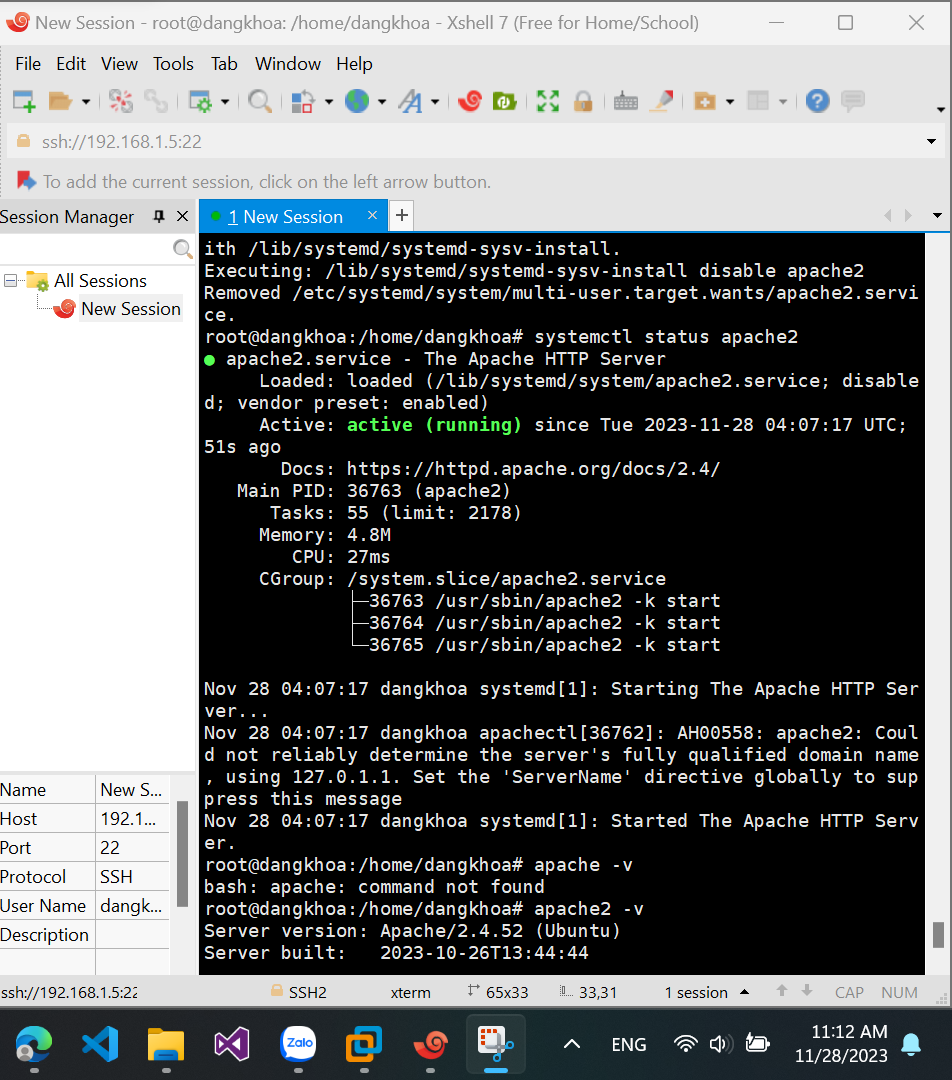 New Session - root@dangkhoa: /home/dangkhoa - Xshell 7 (Free for Home/School)
File Edit View Tools Tab Window Help
ssh://192.168.1.5:22
To add the current session, click on the left arrow button.
Session Manager
1 New Session
All Sessions
New Session
ith /lib/systemd/systemd-sysv-install.
Executing: /lib/systemd/systemd-sysv-install disable apache2
Removed /etc/systemd/system/multi-user.target.wants/apache2.servi
ce.
root@dangkhoa:/home/dangkhoa# systemctl status apache2
● apache2.service - The Apache HTTP Server
Loaded: loaded (/lib/systemd/system/apache2.service; disable
d; vendor preset: enabled)
Active: active (running) since Tue 2023-11-28 04:07:17 UTC;
51s ago
Docs: https://httpd.apache.org/docs/2.4/
Main PID: 36763 (apache2)
Tasks: 55 (limit: 2178)
Memory: 4.8M
CPU: 27ms
CGroup: /system.slice/apache2.service
├─36763 /usr/sbin/apache2 -k start
├─36764 /usr/sbin/apache2 -k start
└─36765 /usr/sbin/apache2 -k start
Nov 28 04:07:17 dangkhoa systemd[1]: Starting The Apache HTTP Ser
ver...
Nov 28 04:07:17 dangkhoa apachectl[36762]: AH00558: apache2: Coul
d not reliably determine the server's fully qualified domain name
, using 127.0.1.1. Set the 'ServerName' directive globally to sup
press this message
Nov 28 04:07:17 dangkhoa systemd[1]: Started The Apache HTTP Serv
er.
root@dangkhoa:/home/dangkhoa# apache -v
bash: apache: command not found
root@dangkhoa:/home/dangkhoa# apache2 -v
Server version: Apache/2.4.52 (Ubuntu)
Server built:   2023-10-26T13:44:44
Name New S...
Host 192.1...
Port 22
Protocol SSH
User Name dangk...
Description
ssh://192.168.1.5:22 SSH2 xterm 65x33 33,31 1 session CAP NUM
Zalo
ENG
11:12 AM
11/28/2023